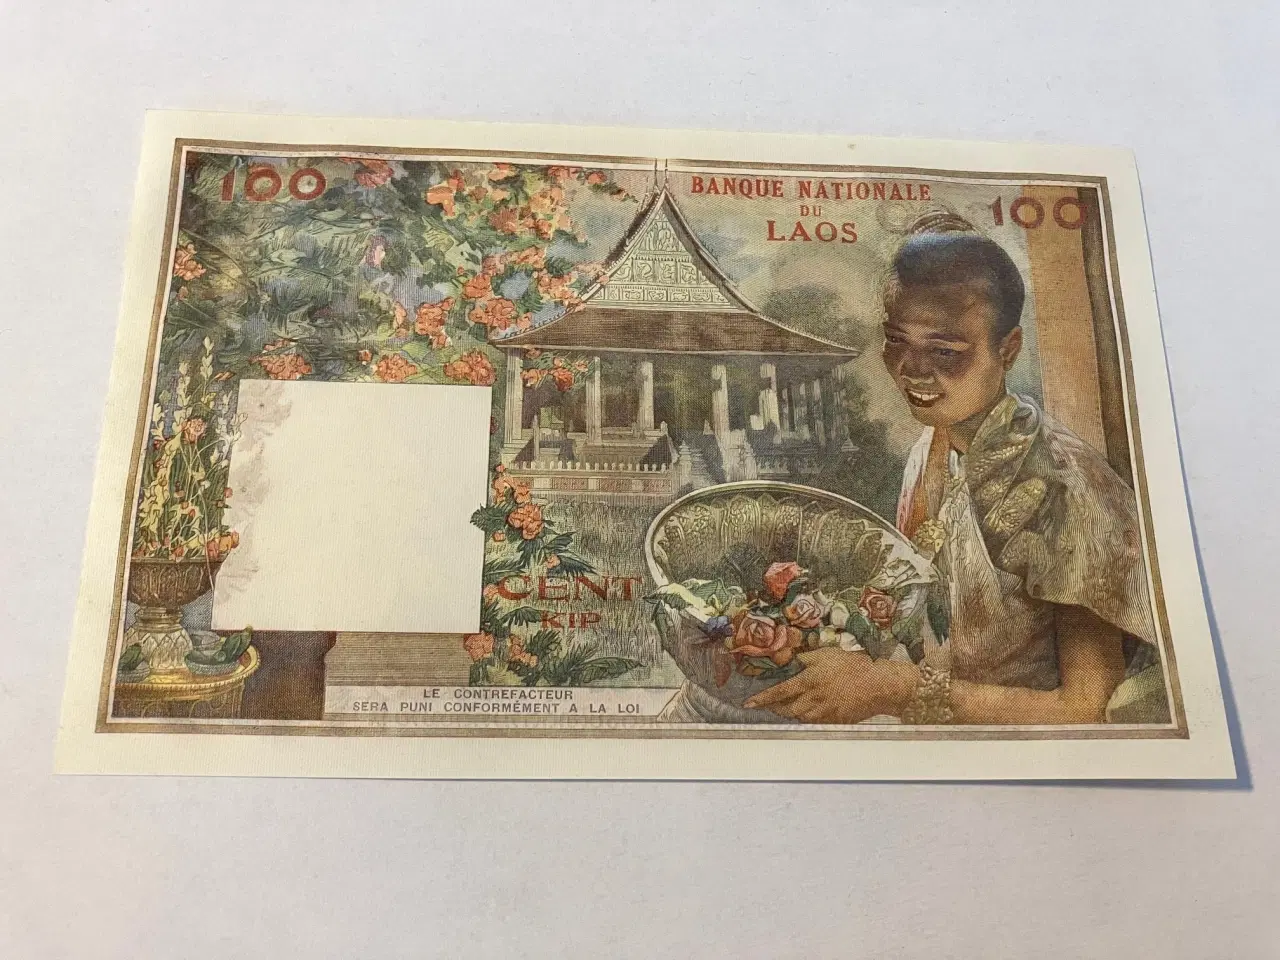 100
BANQUE NATIONALE
DU
LAOS
100
CENT
KIP
LE CONTREFACTEUR
SERA PUNI CONFORMÉMENT A LA LOI